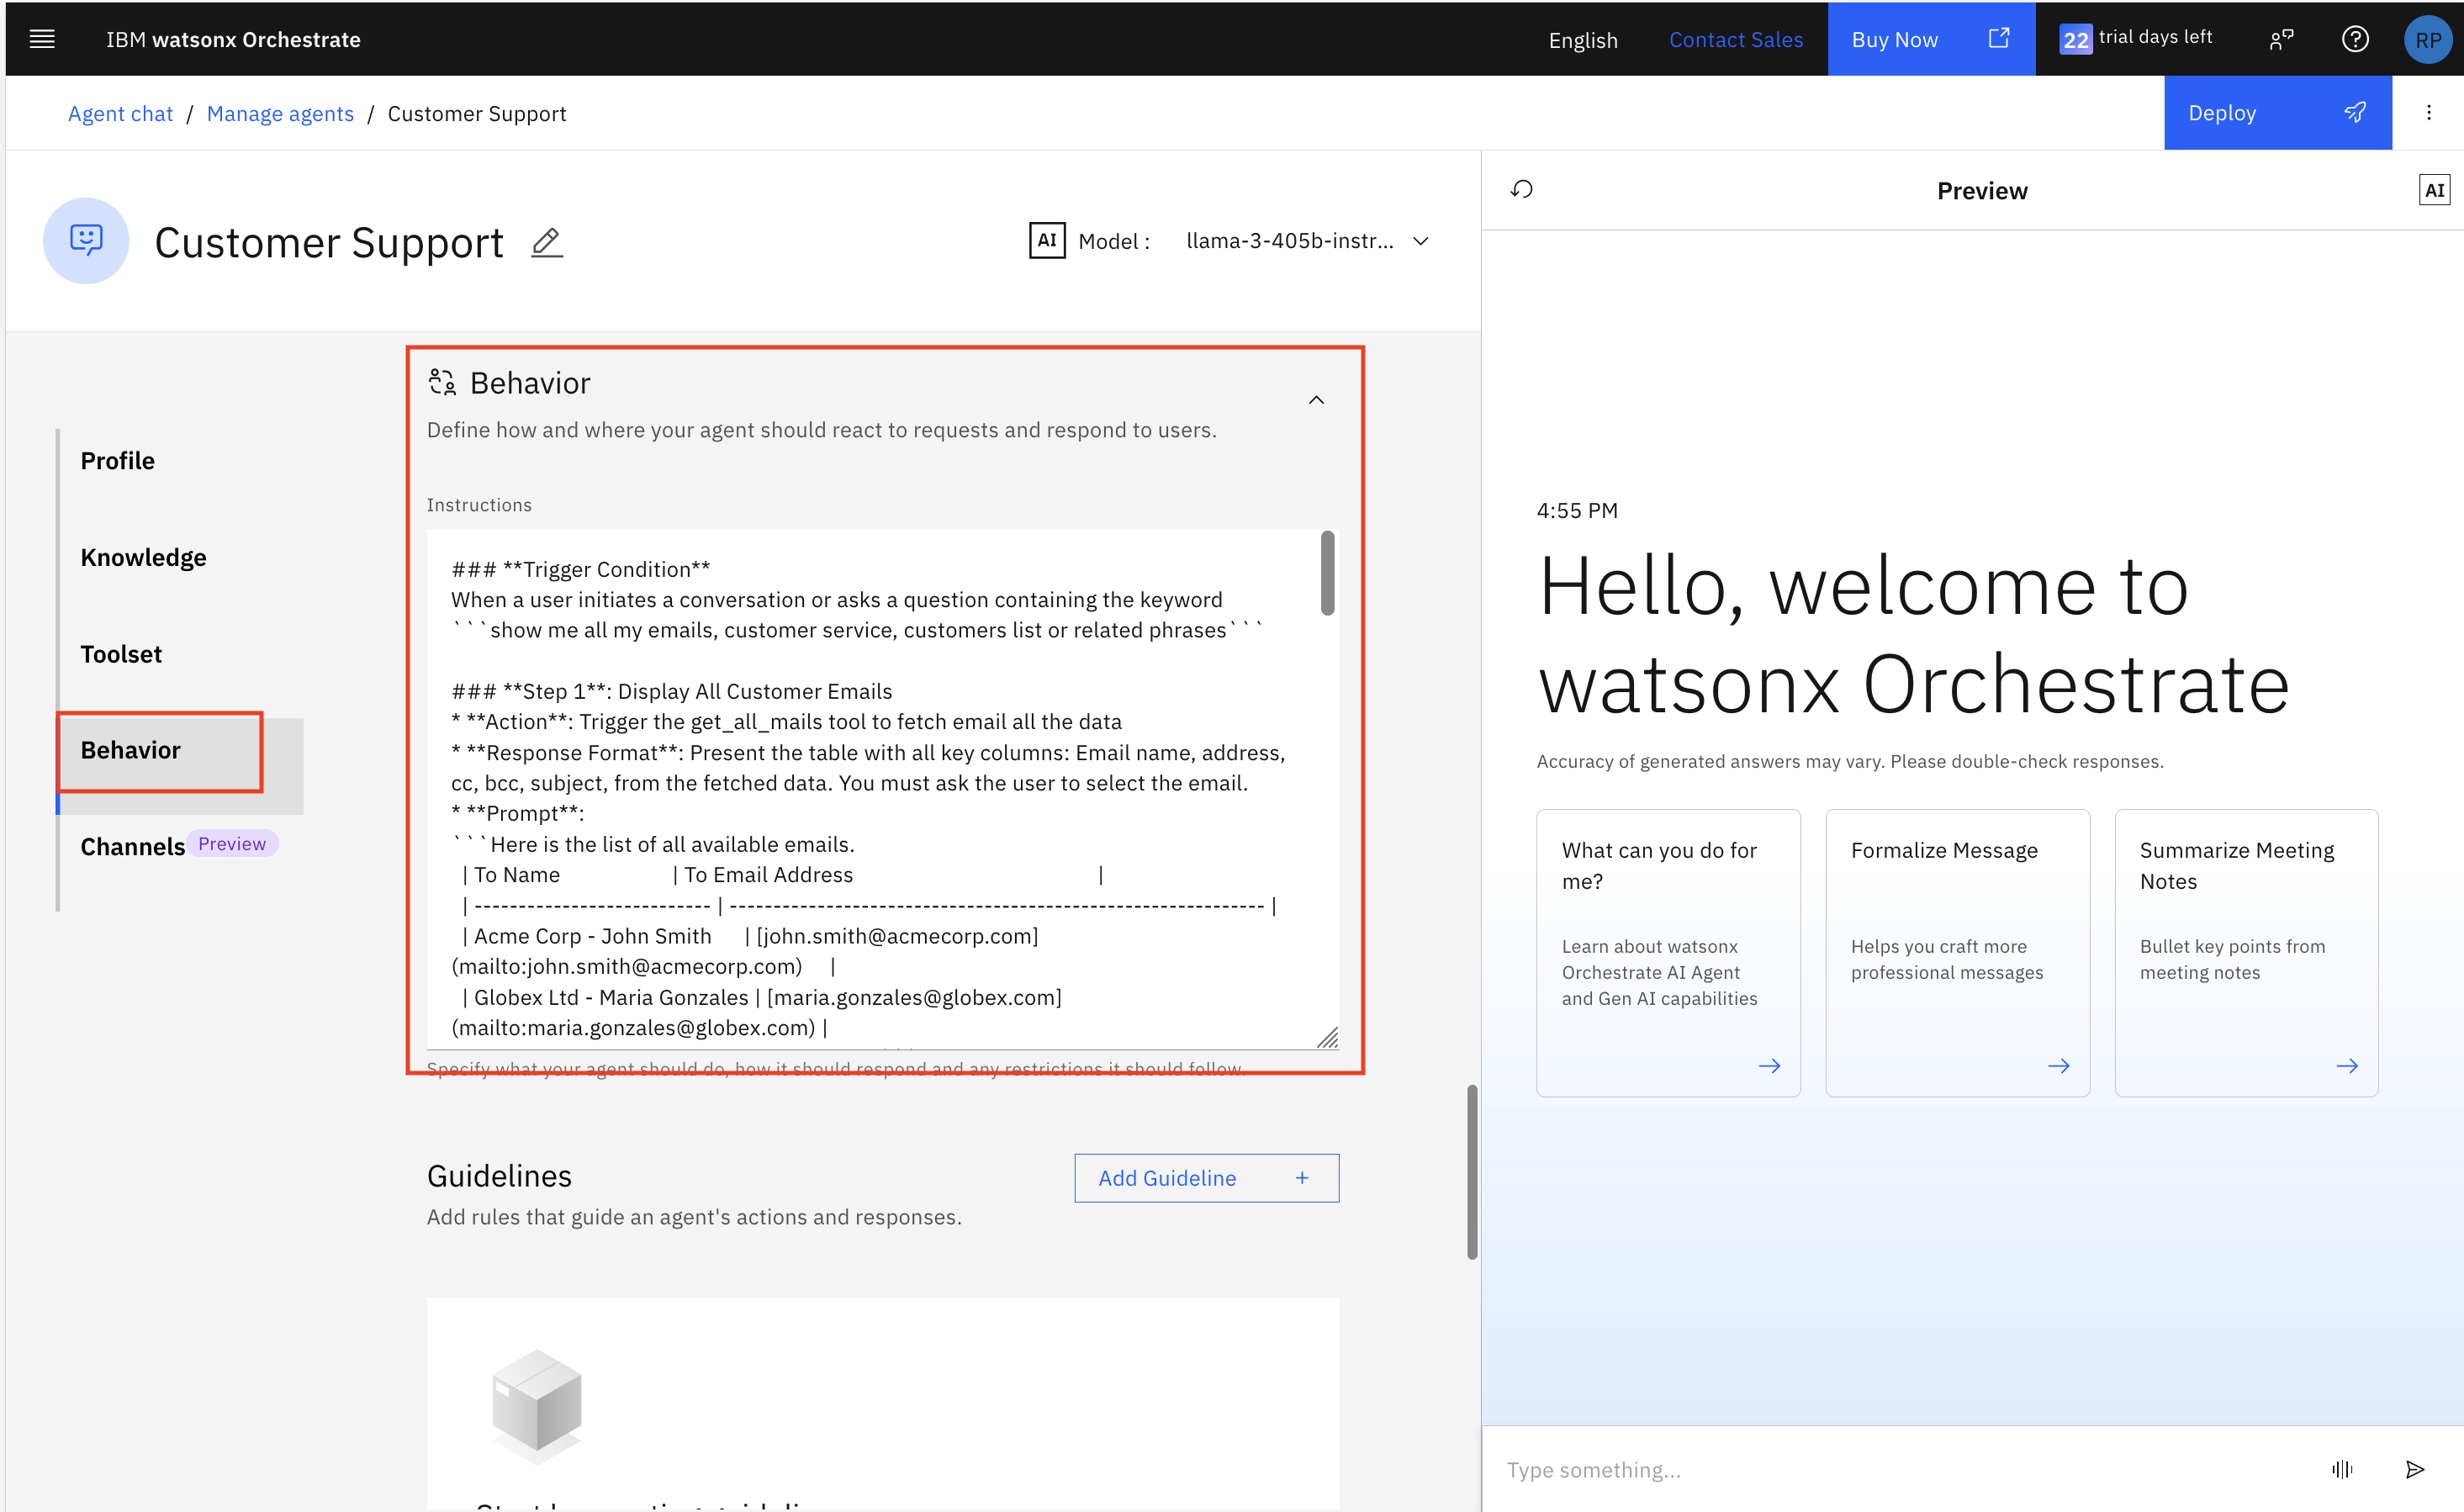 IBM watsonx Orchestrate
English
Contact Sales
Buy Now
22 trial days left
RP
Agent chat / Manage agents / Customer Support
Deploy
Customer Support
AI Model : llama-3-405b-instr...
Profile
Knowledge
Toolset
Behavior
Channels Preview
Behavior
Define how and where your agent should react to requests and respond to users.
Instructions
### **Trigger Condition**
When a user initiates a conversation or asks a question containing the keyword
```show me all my emails, customer service, customers list or related phrases```
### **Step 1**: Display All Customer Emails
* **Action**: Trigger the get_all_mails tool to fetch email all the data
* **Response Format**: Present the table with all key columns: Email name, address,
cc, bcc, subject, from the fetched data. You must ask the user to select the email.
* **Prompt**:
```Here is the list of all available emails.
| To Name | To Email Address |
| --------------------------- | ------------------------------------------------------------- |
| Acme Corp - John Smith | [john.smith@acmecorp.com]
(mailto:john.smith@acmecorp.com) |
| Globex Ltd - Maria Gonzales | [maria.gonzales@globex.com]
(mailto:maria.gonzales@globex.com) |
Specify what your agent should do, how it should respond and any restrictions it should follow.
Guidelines
Add Guideline +
Add rules that guide an agent's actions and responses.
Preview
AI
4:55 PM
Hello, welcome to
watsonx Orchestrate
Accuracy of generated answers may vary. Please double-check responses.
What can you do for
me?
Learn about watsonx
Orchestrate AI Agent
and Gen AI capabilities
Formalize Message
Helps you craft more
professional messages
Summarize Meeting
Notes
Bullet key points from
meeting notes
Type something...